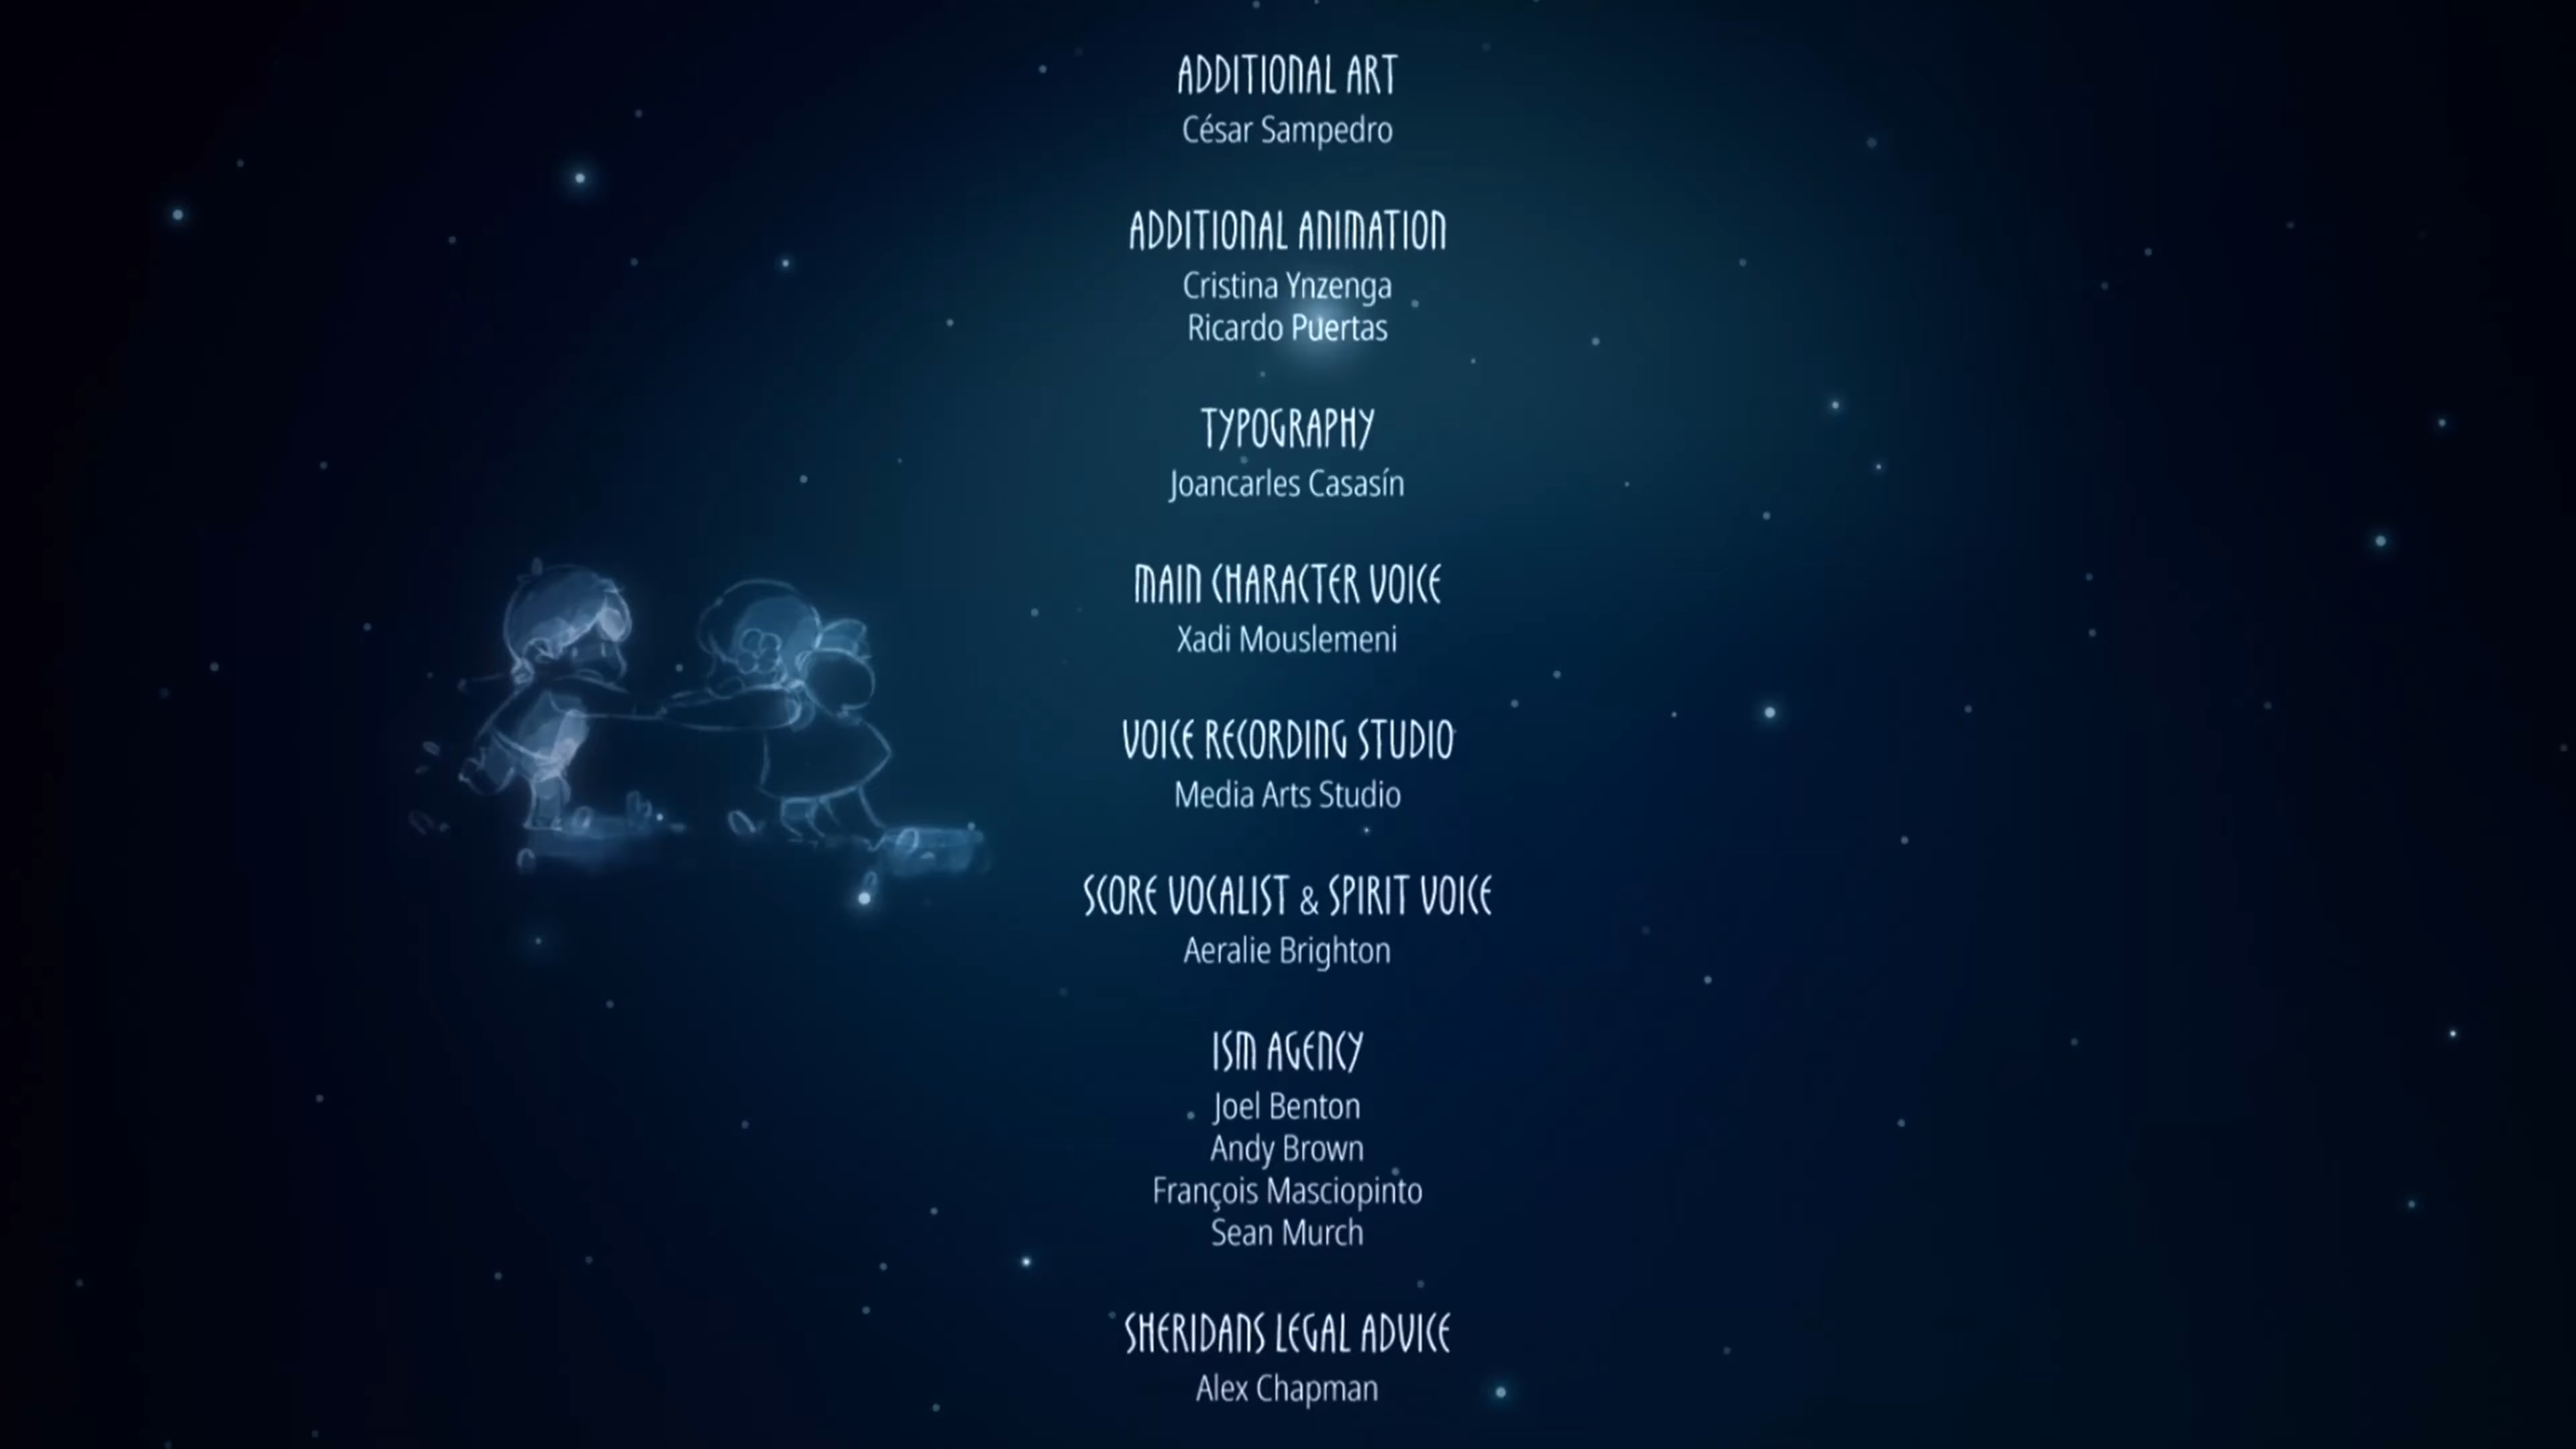 ADDITIONAL ART
César Sampedro
ADDITIONAL ANIMATION
Cristina Ynzenga
Ricardo Puertas
TYPOGRAPHY
Joancarles Casasín
MAIN CHARACTER VOICE
Xadi Mouslemeni
VOICE RECORDING STUDIO
Media Arts Studio
SCORE VOCALIST & SPIRIT VOICE
Aeralie Brighton
ISM AGENCY
Joel Benton
Andy Brown
François Masciopinto
Sean Murch
SHERIDANS LEGAL ADVICE
Alex Chapman